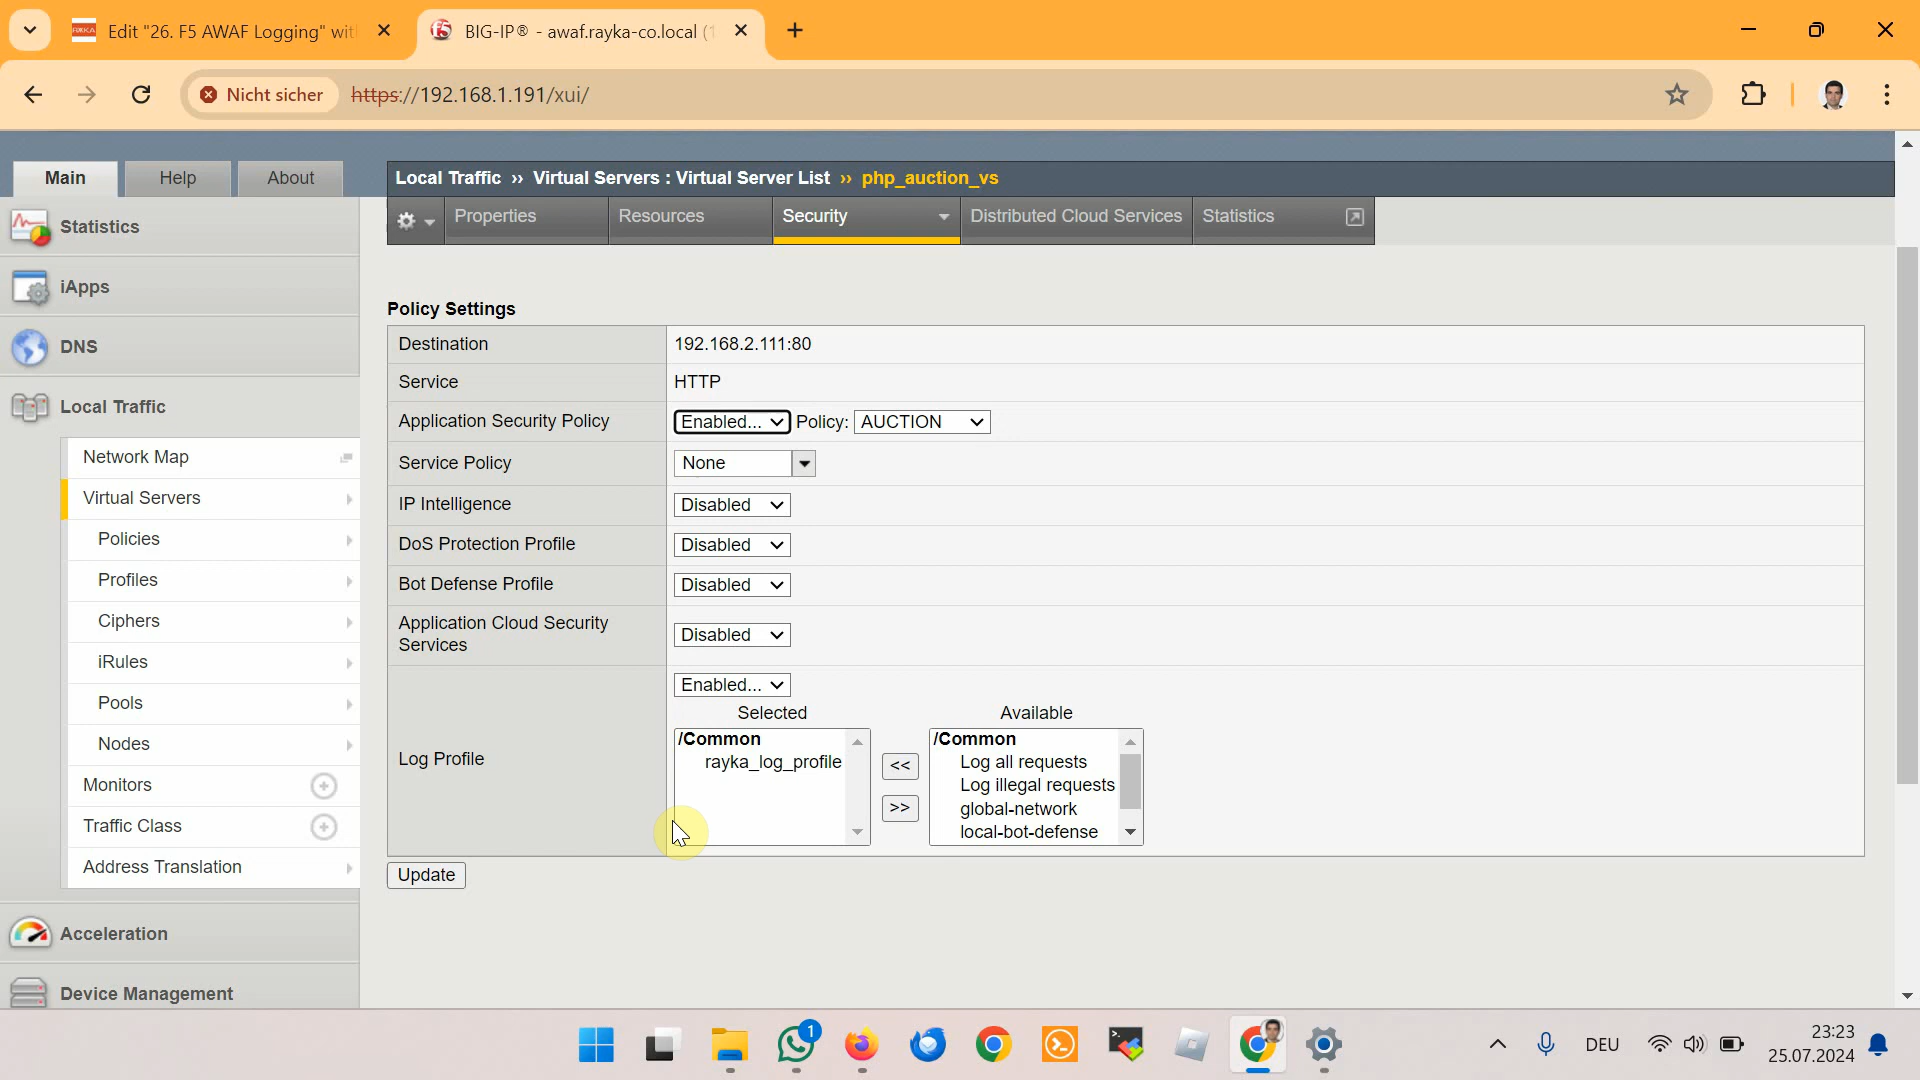 Edit "26. F5 AWAF Logging" wit
BIG-IP® - awaf.rayka-co.local (1
Nicht sicher
https://192.168.1.191/xui/
Main
Help
About
Local Traffic ›› Virtual Servers : Virtual Server List ›› php_auction_vs
Properties
Resources
Security
Distributed Cloud Services
Statistics
Statistics
iApps
DNS
Local Traffic
Network Map
Virtual Servers
Policies
Profiles
Ciphers
iRules
Pools
Nodes
Monitors
Traffic Class
Address Translation
Acceleration
Device Management
Policy Settings
Destination 192.168.2.111:80
Service HTTP
Application Security Policy Enabled... Policy: AUCTION
Service Policy None
IP Intelligence Disabled
DoS Protection Profile Disabled
Bot Defense Profile Disabled
Application Cloud Security
Services
Disabled
Log Profile
Enabled...
Selected Available
/Common
rayka_log_profile
<<
>>
/Common
Log all requests
Log illegal requests
global-network
local-bot-defense
Update
1
DEU
23:23
25.07.2024